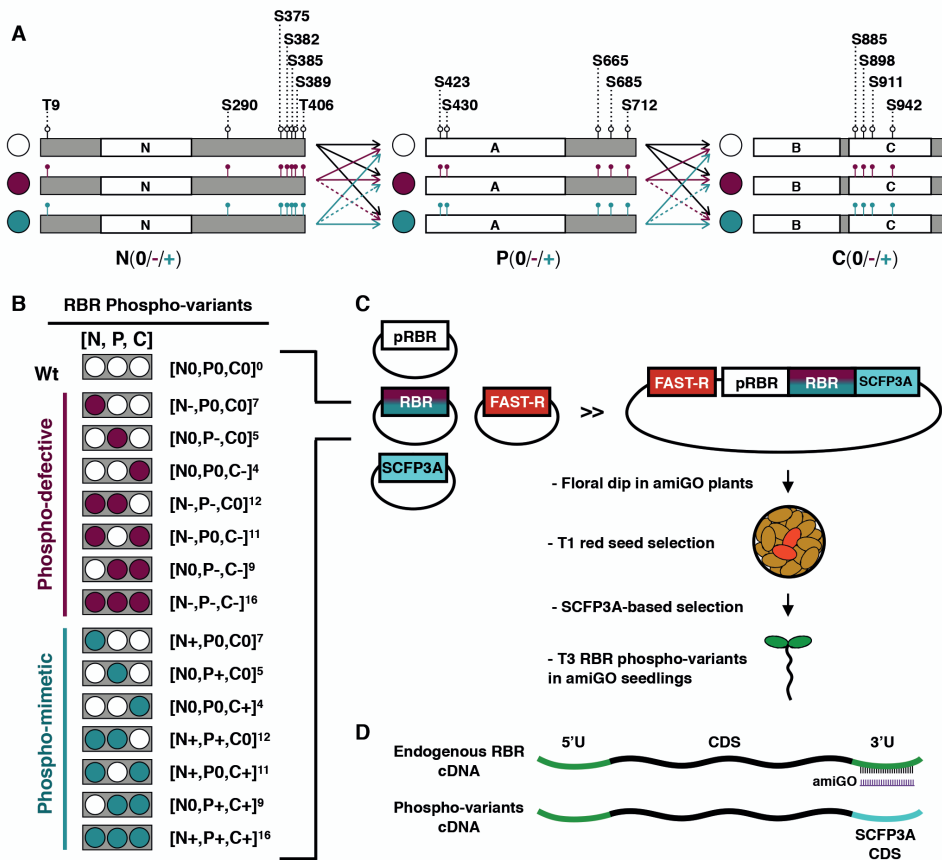 A
S375
S382
S385
S389
T9
S290
T406
S423
S430
S665
S685
S712
S885
S898
S911
S942
N
A
B
C
N
A
B
C
N
A
B
C
N(0/-/+)
P(0/-/+)
C(0/-/+)
B
RBR Phospho-variants
[N, P, C]
Wt
[N0,P0,C0]⁰
Phospho-defective
[N-,P0,C0]⁷
[N0,P-,C0]⁵
[N0,P0,C-]⁴
[N-,P-,C0]¹²
[N-,P0,C-]¹¹
[N0,P-,C-]⁹
[N-,P-,C-]¹⁶
Phospho-mimetic
[N+,P0,C0]⁷
[N0,P+,C0]⁵
[N0,P0,C+]⁴
[N+,P+,C0]¹²
[N+,P0,C+]¹¹
[N0,P+,C+]⁹
[N+,P+,C+]¹⁶
C
pRBR
RBR
FAST-R
SCFP3A
>>
FAST-R
pRBR
RBR
SCFP3A
- Floral dip in amiGO plants
- T1 red seed selection
- SCFP3A-based selection
- T3 RBR phospho-variants
in amiGO seedlings
D
5'U
CDS
3'U
Endogenous RBR
cDNA
amiGO
Phospho-variants
cDNA
SCFP3A
CDS